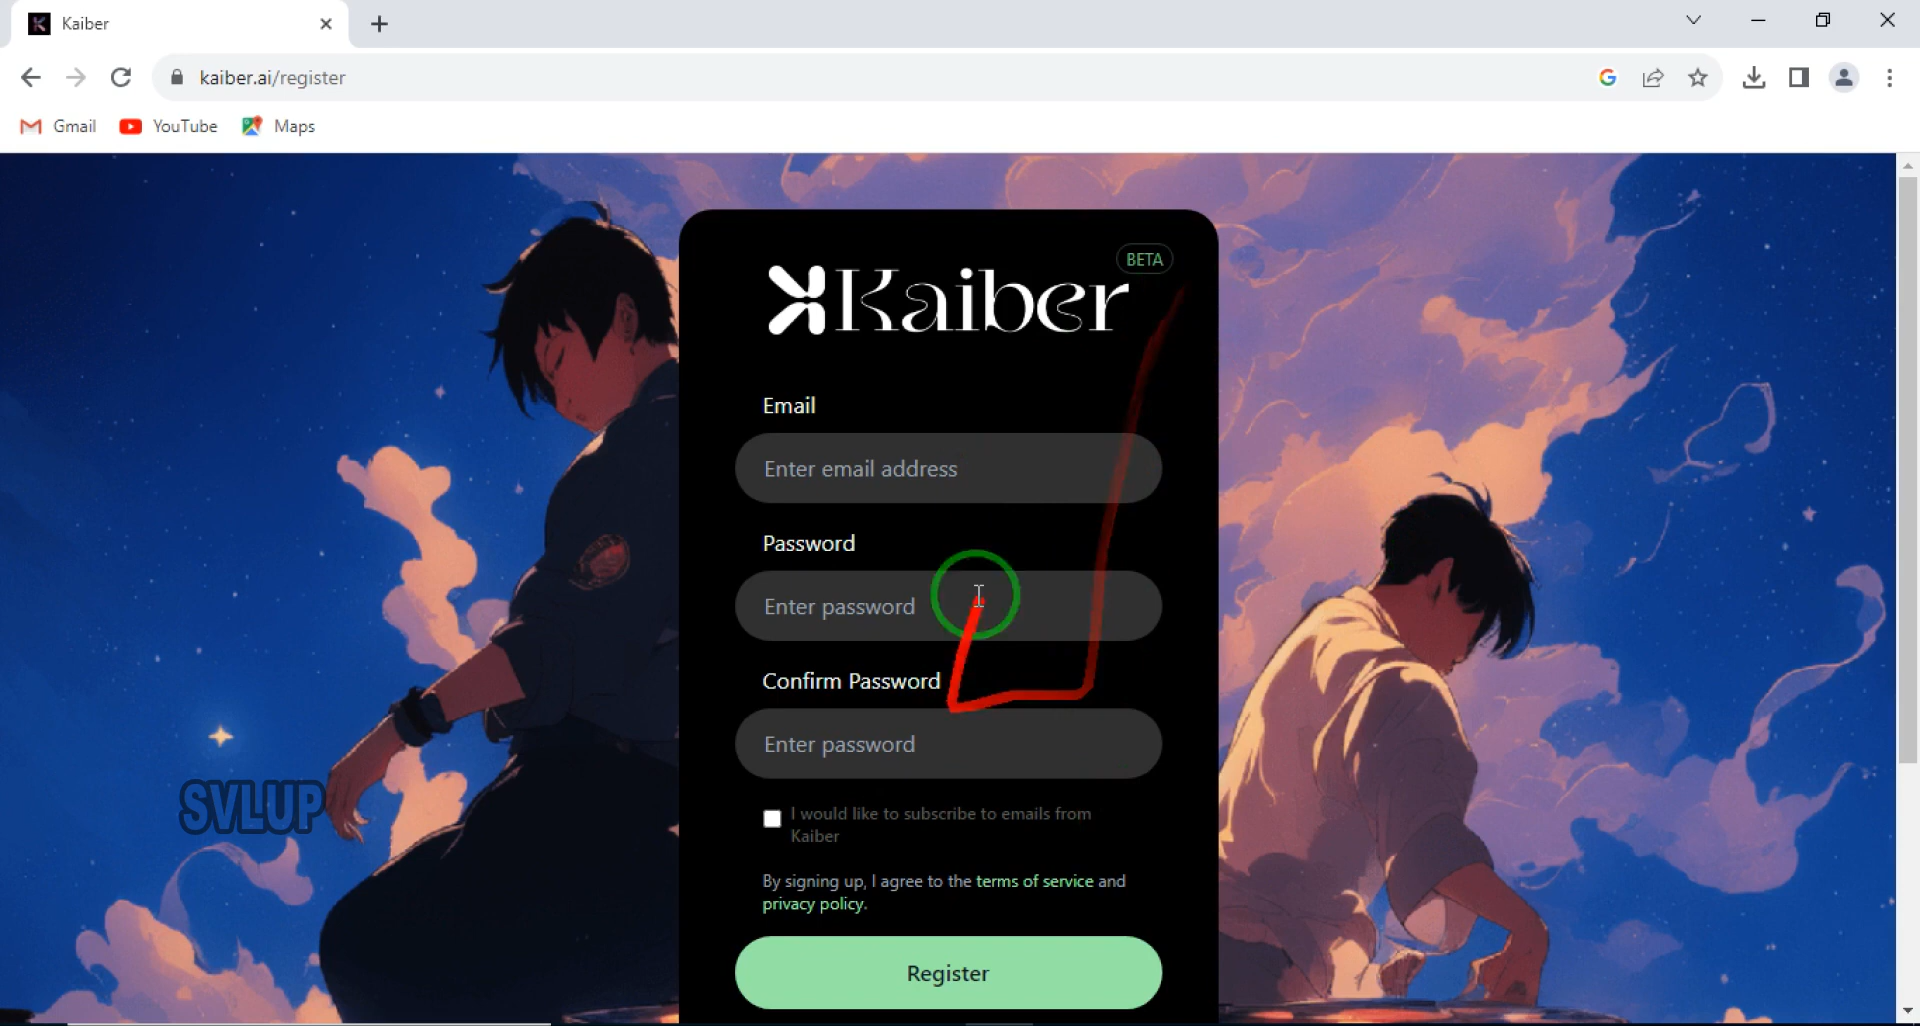 Kaiber
kaiber.ai/register
Gmail
YouTube
Maps
BETA
Kaiber
Email
Enter email address
Password
Enter password
Confirm Password
Enter password
I would like to subscribe to emails from
Kaiber
By signing up, I agree to the terms of service and
privacy policy.
Register
SVLUP